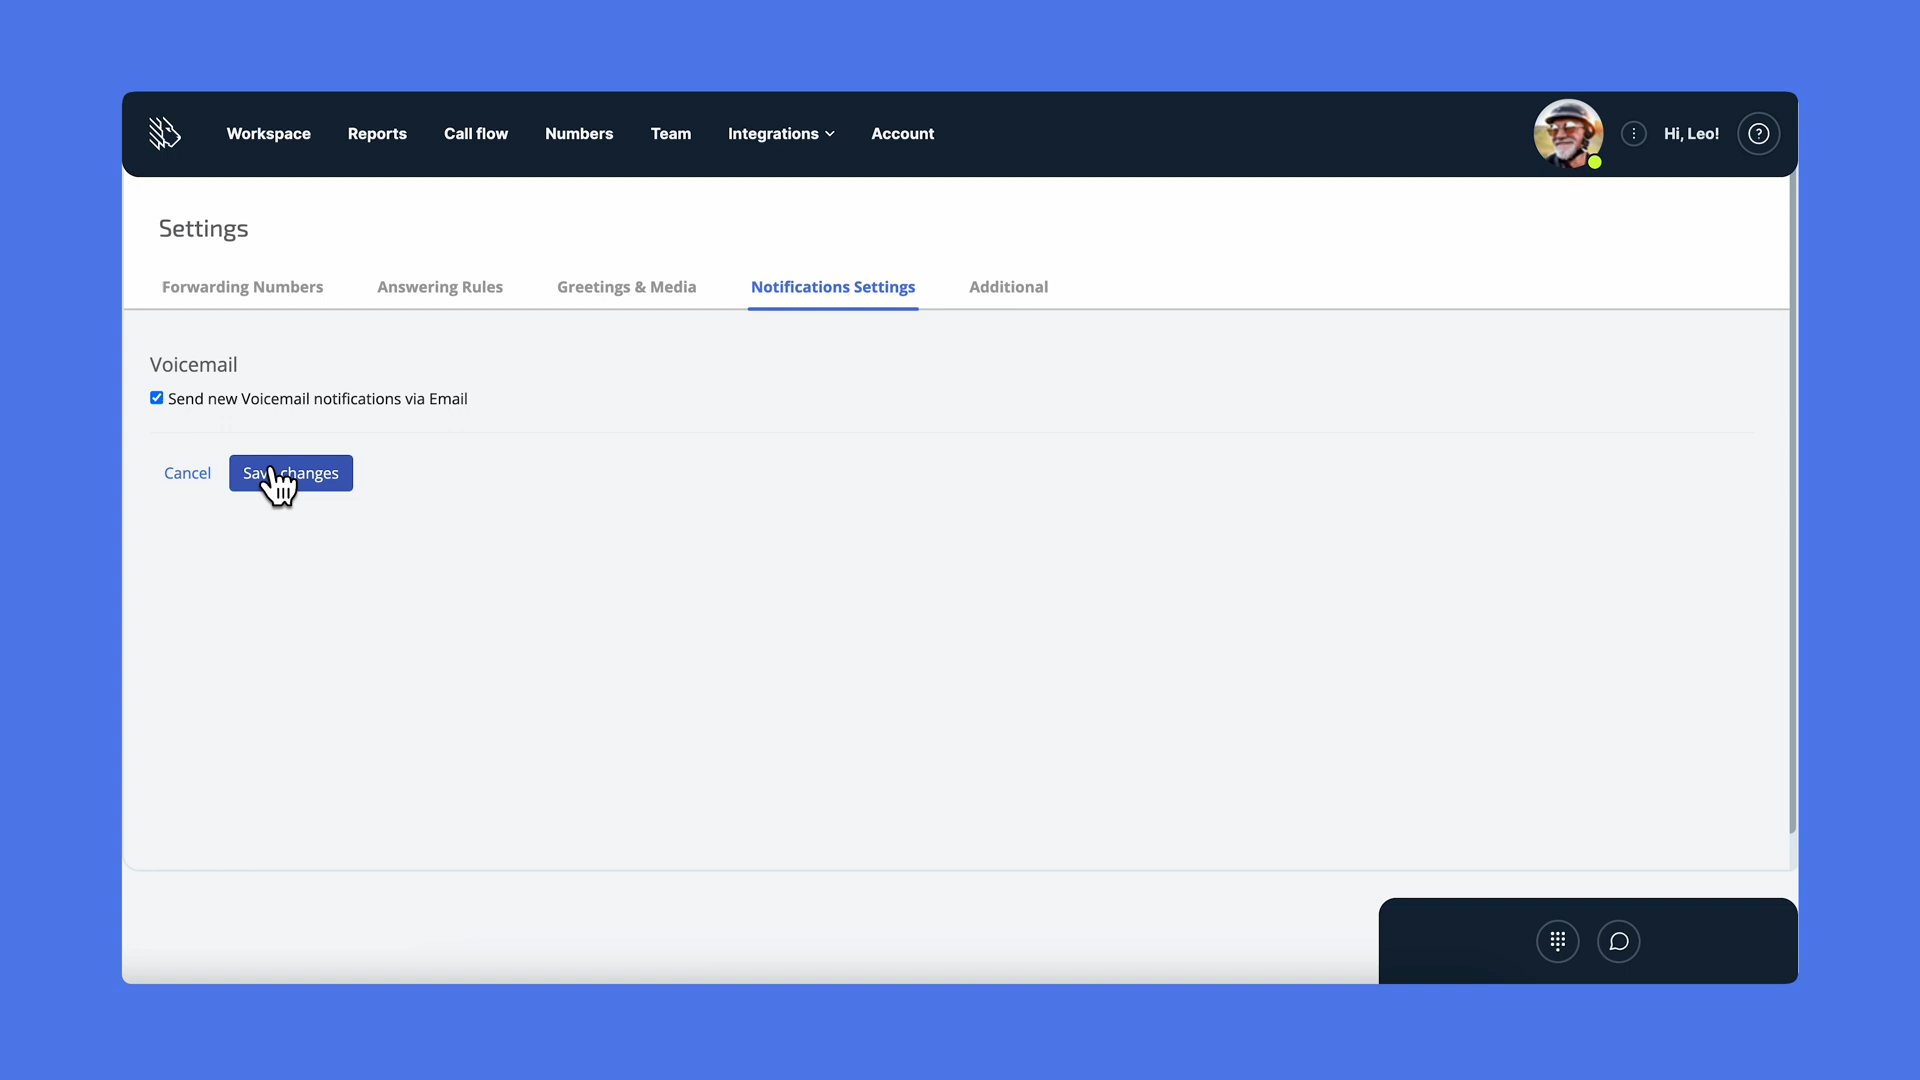 Workspace Reports Call flow Numbers Team Integrations Account Hi, Leo! ?
Settings
Forwarding Numbers Answering Rules Greetings & Media Notifications Settings Additional
Voicemail
Send new Voicemail notifications via Email
Cancel Save changes